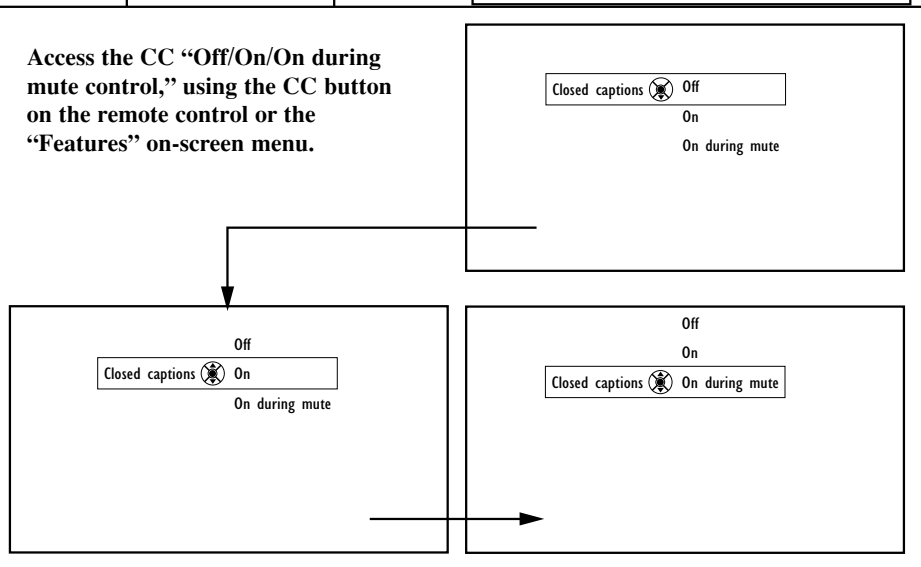 Access the CC “Off/On/On during
mute control,” using the CC button
on the remote control or the
“Features” on-screen menu.
Closed captions Off
On
On during mute
Off
Closed captions On
On during mute
Off
On
Closed captions On during mute